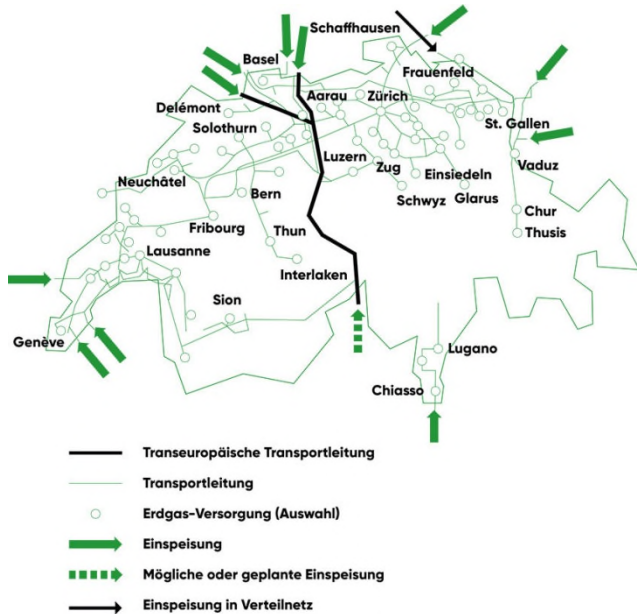 Schaffhausen
Basel
Frauenfeld
Aarau
Zürich
Delémont
St. Gallen
Solothurn
Luzern
Vaduz
Zug
Einsiedeln
Neuchâtel
Bern
Schwyz
Glarus
Chur
Fribourg
Thun
Thusis
Lausanne
Interlaken
Sion
Genève
Lugano
Chiasso
Transeuropäische Transportleitung
Transportleitung
Erdgas-Versorgung (Auswahl)
Einspeisung
Mögliche oder geplante Einspeisung
Einspeisung in Verteilnetz